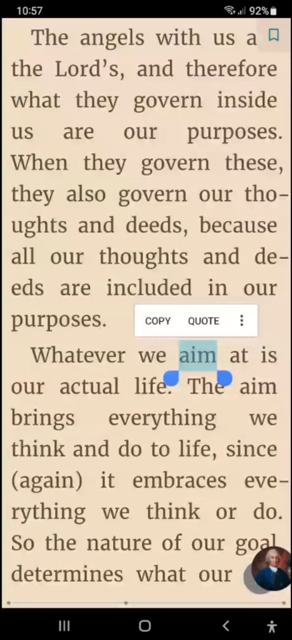 10:57 92%
The angels with us a
the Lord's, and therefore
what they govern inside
us are our purposes.
When they govern these,
they also govern our tho-
ughts and deeds, because
all our thoughts and de-
eds are included in our
purposes.
COPY QUOTE
Whatever we aim at is
our actual life. The aim
brings everything we
think and do to life, since
(again) it embraces eve-
rything we think or do.
So the nature of our goal
determines what our